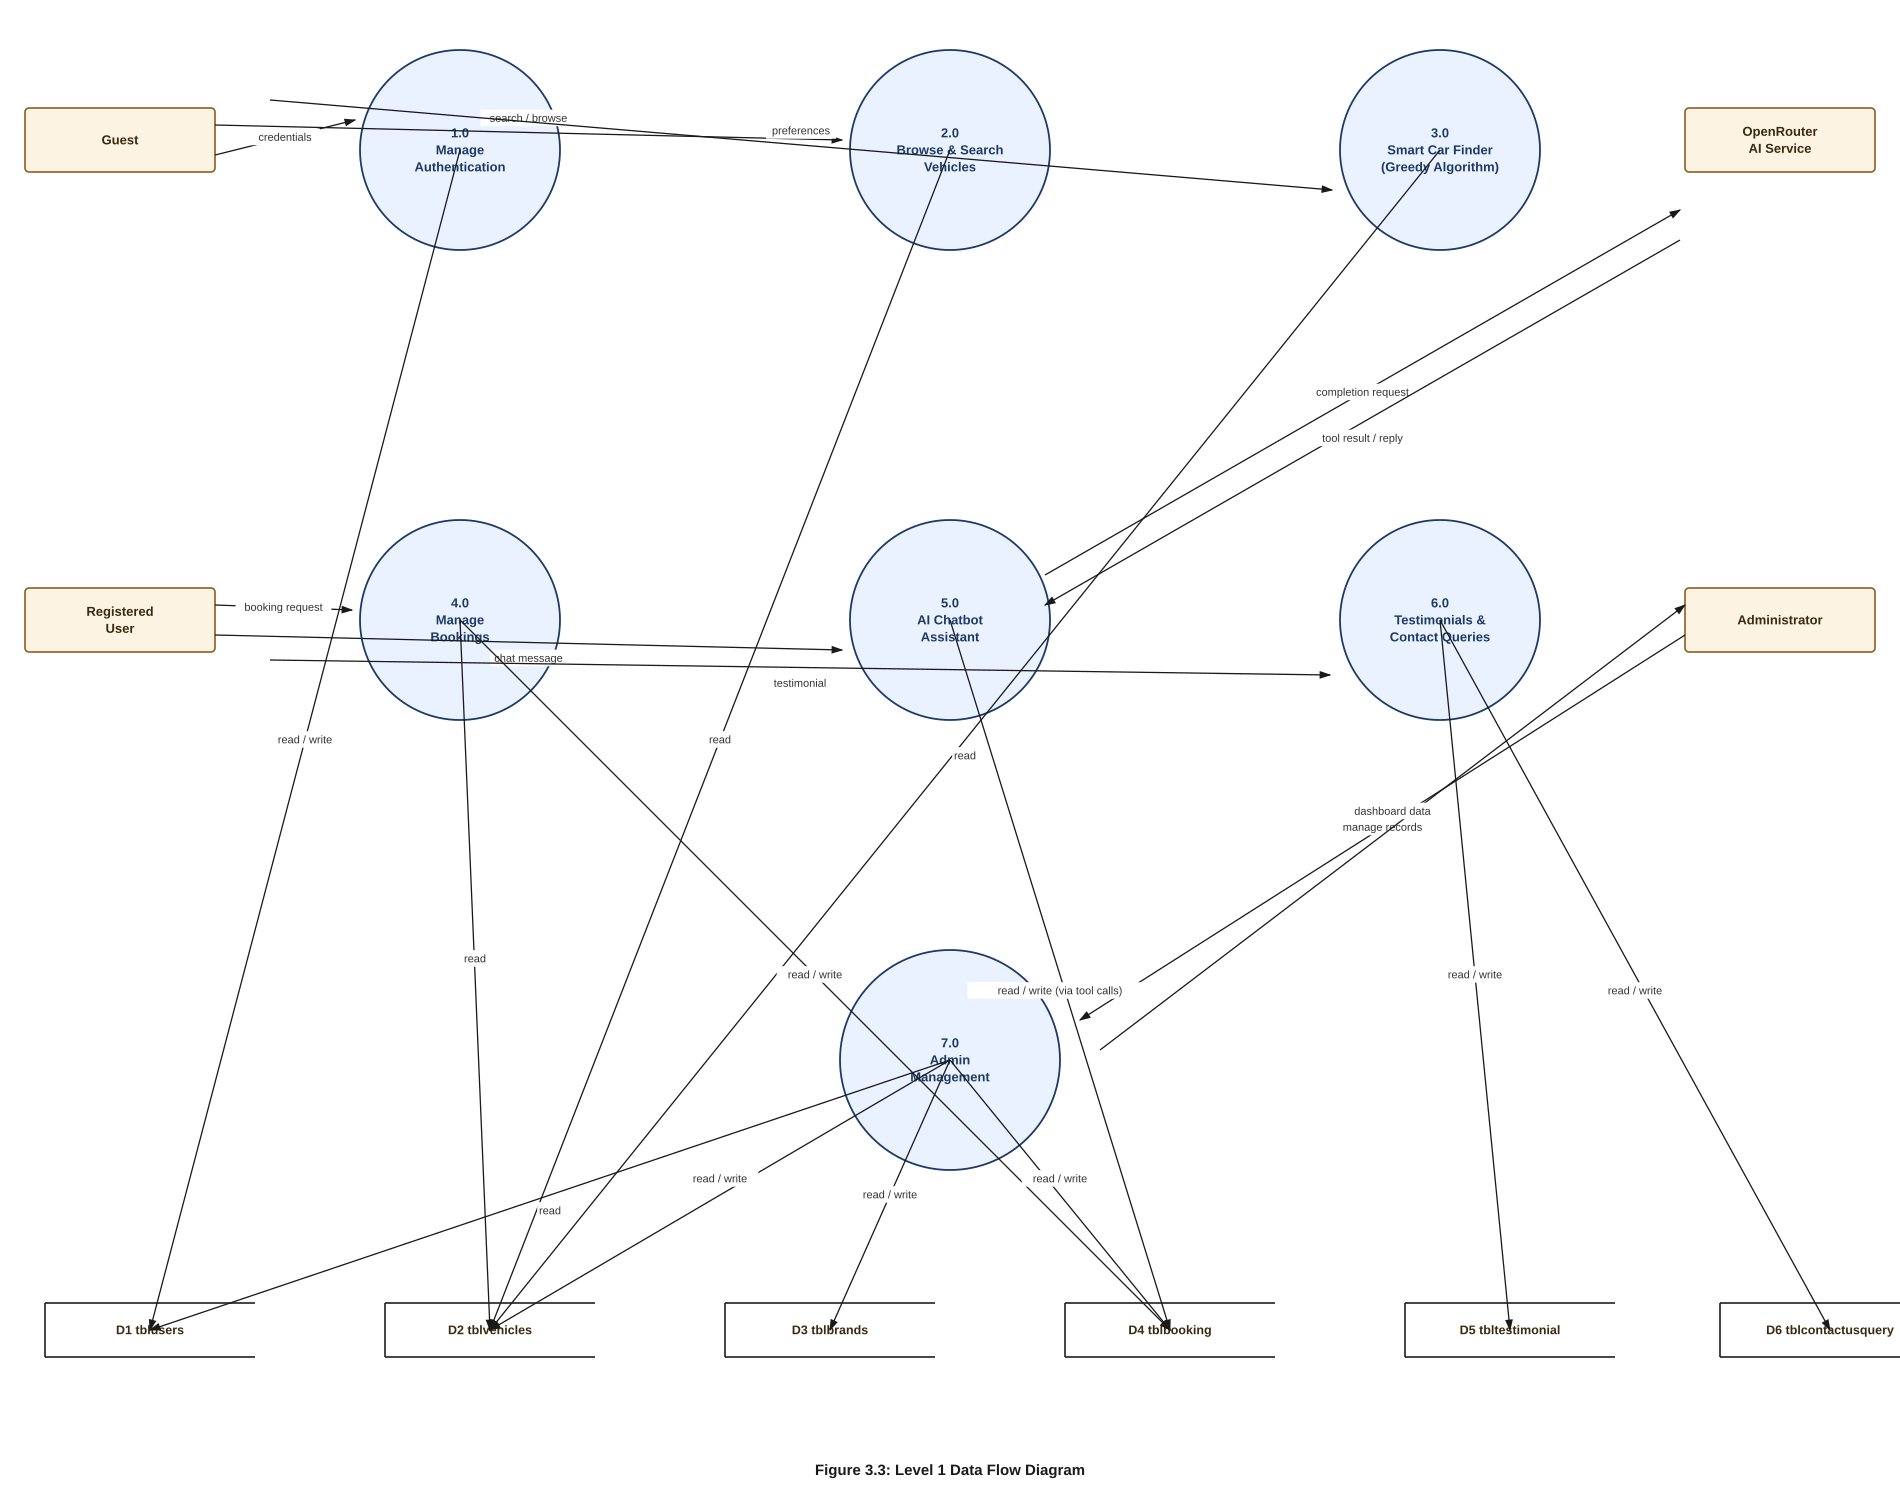 Guest
credentials
search / browse
preferences
1.0
Manage
Authentication
2.0
Browse & Search
Vehicles
3.0
Smart Car Finder
(Greedy Algorithm)
OpenRouter
AI Service
completion request
tool result / reply
Registered
User
booking request
4.0
Manage
Bookings
chat message
testimonial
5.0
AI Chatbot
Assistant
6.0
Testimonials &
Contact Queries
Administrator
read / write
read
read
dashboard data
manage records
read
read / write
read / write (via tool calls)
read / write
read / write
7.0
Admin
Management
read / write
read / write
read / write
read
D1 tblusers
D2 tblvehicles
D3 tblbrands
D4 tblbooking
D5 tbltestimonial
D6 tblcontactusquery
Figure 3.3: Level 1 Data Flow Diagram